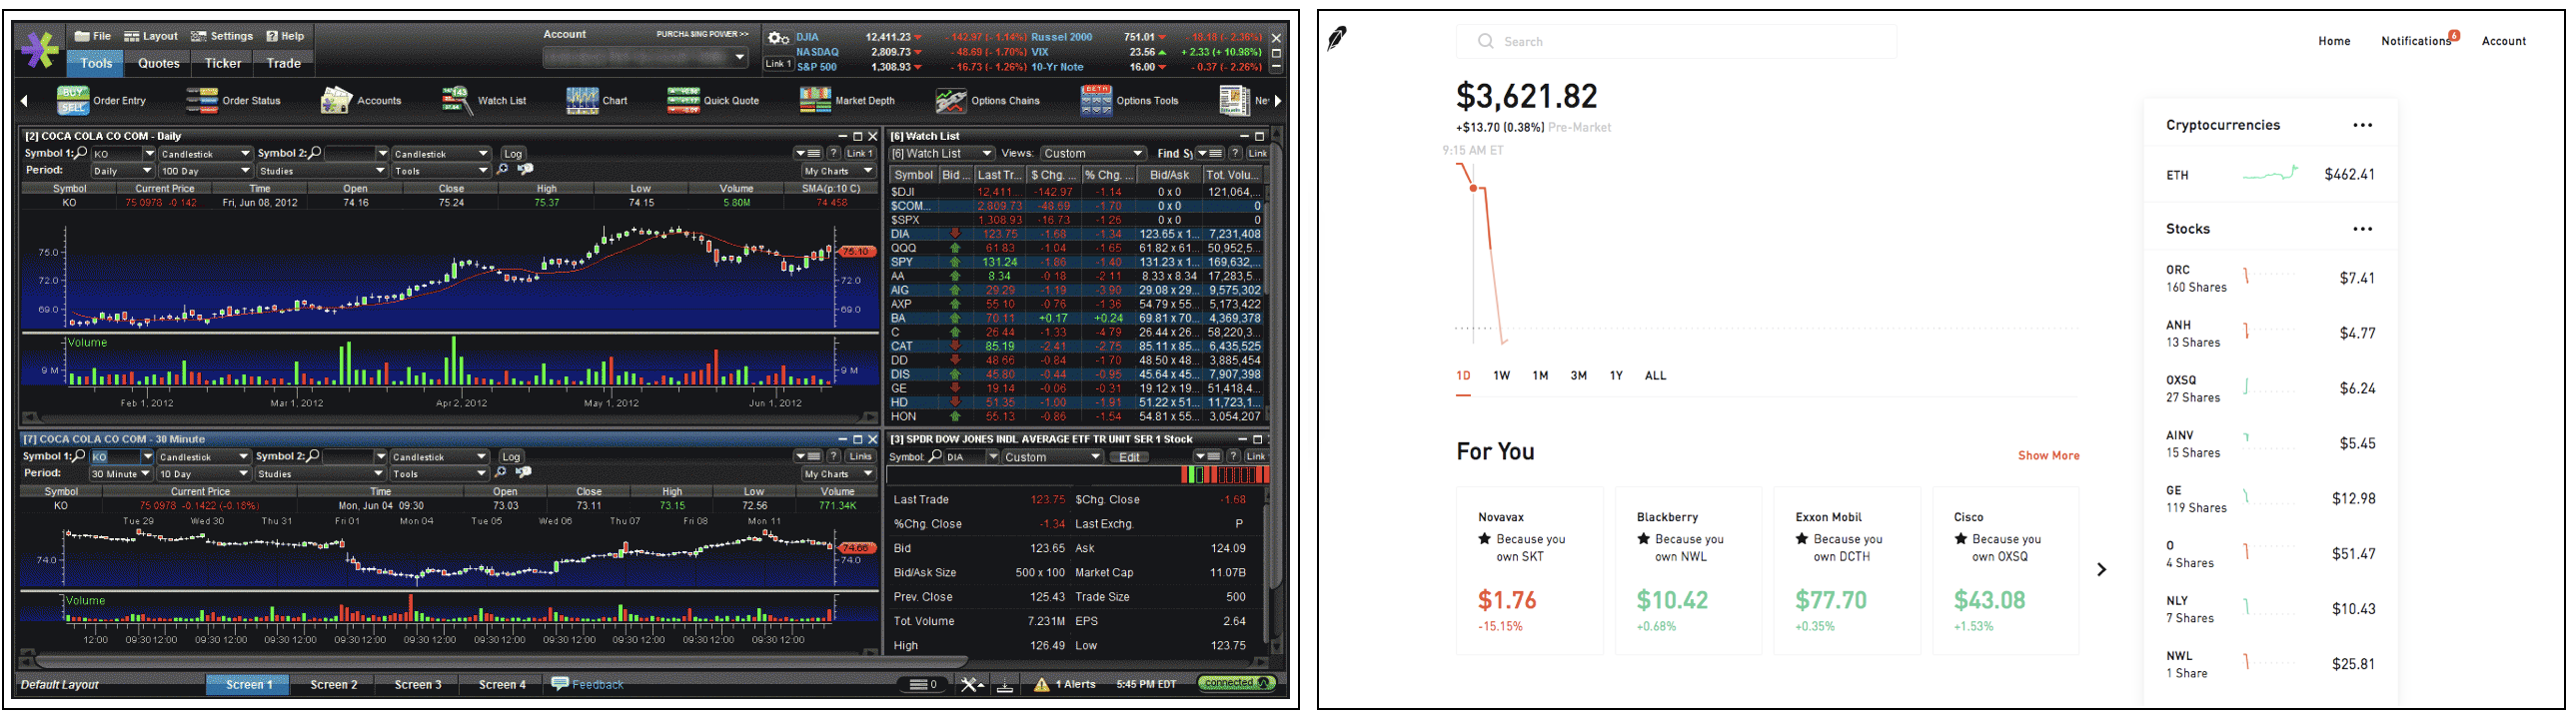 File Layout Settings Help
Tools Quotes Ticker Trade
Account PURCHASING POWER >>
Link 1
DJIA 12,411.23 -142.97 (-1.14%) Russel 2000 751.01 -18.18 (-2.36%)
NASDAQ 2,809.73 -48.69 (-1.70%) VIX 23.56 +2.33 (+10.98%)
S&P 500 1,308.93 -16.73 (-1.26%) 10-Yr Note 16.00 -0.37 (-2.26%)
BUY SELL Order Entry Order Status Accounts 143 Watch List Chart Quick Quote Market Depth Options Chains BETA Options Tools Ne
[2] COCA COLA CO COM - Daily
Symbol 1: KO Candlestick Symbol 2: Candlestick Log ? Link 1
Period: Daily 100 Day Studies Tools My Charts
Symbol Current Price Time Open Close High Low Volume SMA(p:10 C)
KO 75.0978 -0.142 Fri, Jun 08, 2012 74.16 75.24 75.37 74.15 5.80M 74.458
75.0 75.10
72.0 72.0
69.0 69.0
Volume
9 M 9 M
Feb 1, 2012 Mar 1, 2012 Apr 2, 2012 May 1, 2012 Jun 1, 2012
[7] COCA COLA CO COM - 30 Minute
Symbol 1: KO Candlestick Symbol 2: Candlestick Log ? Links
Period: 30 Minute 10 Day Studies Tools My Charts
Symbol Current Price Time Open Close High Low Volume
KO 75.0978 -0.1422 (-0.18%) Mon, Jun 04 09:30 73.03 73.11 73.15 72.56 771.34K
Tue 29 Wed 30 Thu 31 Fri 01 Mon 04 Tue 05 Wed 06 Thu 07 Fri 08 Mon 11
74.0 74.66
74.0
Volume
12:00 09:30 12:00 09:30 12:00 09:30 12:00 09:30 12:00 09:30 12:00 09:30 12:00 09:30 12:00 09:30 12:00 09:30 12:00
[6] Watch List
[6] Watch List Views: Custom Find Sy ? Link
Symbol Bid ... Last Tr... $ Chg. ... % Chg. ... Bid/Ask Tot. Volu...
$DJI 12,411... -142.97 -1.14 0 x 0 121,064,...
$COM... 2,809.73 -48.69 -1.70 0 x 0 0
$SPX 1,308.93 -16.73 -1.26 0 x 0 0
DIA 123.75 -1.68 -1.34 123.65 x 1... 7,231,408
QQQ 61.83 -1.04 -1.65 61.82 x 61... 50,952,5...
SPY 131.24 -1.86 -1.40 131.23 x 1... 169,632,...
AA 8.34 -0.18 -2.11 8.33 x 8.34 17,283,5...
AIG 29.29 -1.19 -3.90 29.08 x 29... 9,575,302
AXP 55.10 -0.76 -1.36 54.79 x 55... 5,173,422
BA 70.11 +0.17 +0.24 69.81 x 70... 4,369,378
C 26.44 -1.33 -4.79 26.44 x 26... 58,220,3...
CAT 85.19 -2.41 -2.75 85.11 x 85... 6,435,525
DD 48.66 -0.84 -1.70 48.50 x 48... 3,885,454
DIS 45.80 -0.44 -0.95 45.64 x 45... 7,907,398
GE 19.14 -0.06 -0.31 19.12 x 19... 51,418,4...
HD 51.35 -1.00 -1.91 51.22 x 51... 11,723,1...
HON 55.13 -0.86 -1.54 54.81 x 55... 3,054,207
[3] SPDR DOW JONES INDL AVERAGE ETF TR UNIT SER 1 Stock
Symbol: DIA Custom Edit ? Link
Last Trade 123.75 $Chg. Close -1.68
%Chg. Close -1.34 Last Exchg. P
Bid 123.65 Ask 124.09
Bid/Ask Size 500 x 100 Market Cap 11.07B
Prev. Close 125.43 Trade Size 500
Tot. Volume 7.231M EPS 2.64
High 126.49 Low 123.75
Default Layout Screen 1 Screen 2 Screen 3 Screen 4 Feedback 0 1 Alerts 5:45 PM EDT connected
Search
Home Notifications 6 Account
$3,621.82
+$13.70 (0.38%) Pre-Market
9:15 AM ET
1D 1W 1M 3M 1Y ALL
For You Show More
Novavax
Because you
own SKT
$1.76
-15.15%
Blackberry
Because you
own NWL
$10.42
+0.68%
Exxon Mobil
Because you
own DCTH
$77.70
+0.35%
Cisco
Because you
own OXSQ
$43.08
+1.53%
Cryptocurrencies
ETH $462.41
Stocks
ORC
160 Shares $7.41
ANH
13 Shares $4.77
OXSQ
27 Shares $6.24
AINV
15 Shares $5.45
GE
119 Shares $12.98
O
4 Shares $51.47
NLY
7 Shares $10.43
NWL
1 Share $25.81